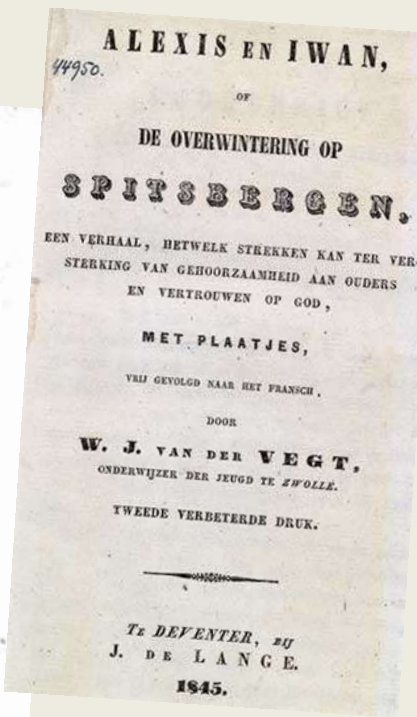 ALEXIS EN IWAN,
44950.
OF
DE OVERWINTERING OP
SPITSBERGEN,
EEN VERHAAL, HETWELK STREKKEN KAN TER VER-
STERKING VAN GEHOORZAAMHEID AAN OUDERS
EN VERTROUWEN OP GOD,
MET PLAATJES,
VRIJ GEVOLGD NAAR HET FRANSCH.
DOOR
W. J. VAN DER VEGT,
ONDERWIJZER DER JEUGD TE ZWOLLE.
TWEEDE VERBETERDE DRUK.
TE DEVENTER, BIJ
J. DE LANGE.
1845.